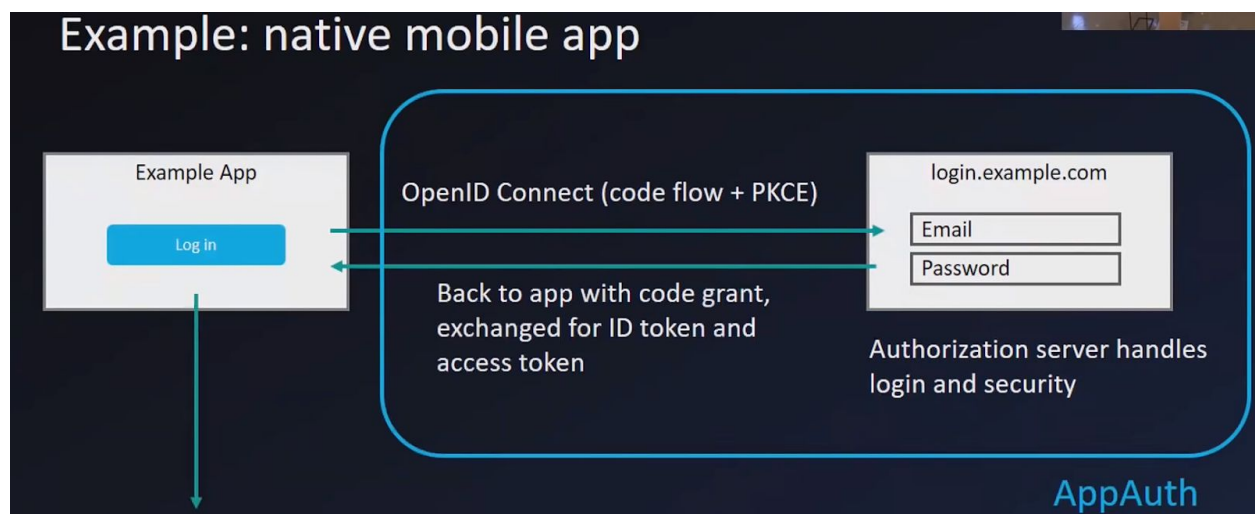 Example: native mobile app
Example App
Log in
OpenID Connect (code flow + PKCE)
Back to app with code grant,
exchanged for ID token and
access token
login.example.com
Email
Password
Authorization server handles
login and security
AppAuth